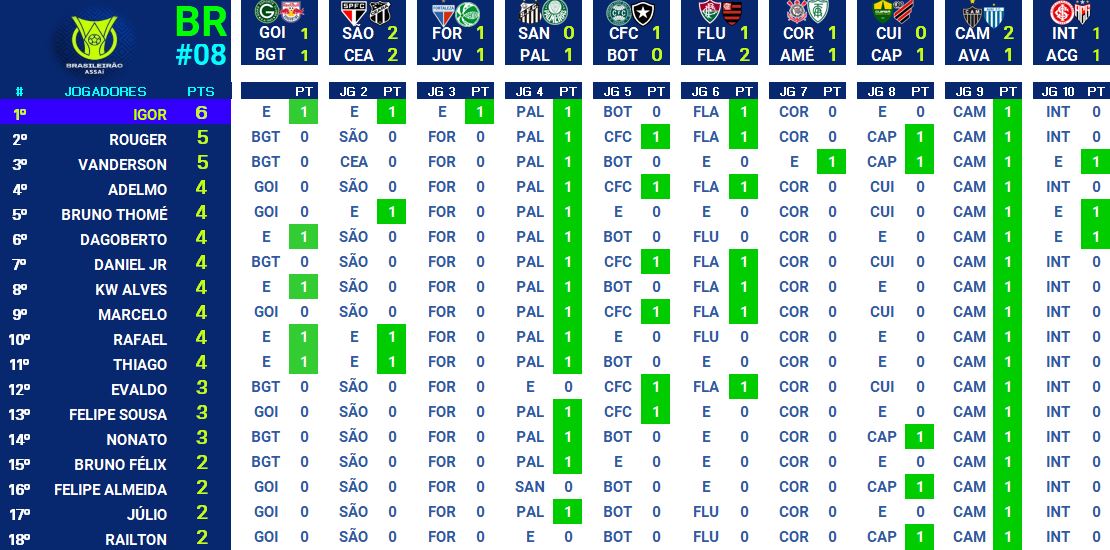 BR
#08
BRASILEIRÃO
ASSAÍ
GOI 1 SÃO 2 FOR 1 SAN 0 CFC 1 FLU 1 COR 1 CUI 0 CAM 2 INT 1
BGT 1 CEA 2 JUV 1 PAL 1 BOT 0 FLA 2 AMÉ 1 CAP 1 AVA 1 ACG 1
# JOGADORES PTS PT JG 2 PT JG 3 PT JG 4 PT JG 5 PT JG 6 PT JG 7 PT JG 8 PT JG 9 PT JG 10 PT
1º IGOR 6 E 1 E 1 E 1 PAL 1 BOT 0 FLA 1 COR 0 E 0 CAM 1 INT 0
2º ROUGER 5 BGT 0 SÃO 0 FOR 0 PAL 1 CFC 1 FLA 1 COR 0 CAP 1 CAM 1 INT 0
3º VANDERSON 5 BGT 0 CEA 0 FOR 0 PAL 1 BOT 0 E 0 E 1 CAP 1 CAM 1 E 1
4º ADELMO 4 GOI 0 SÃO 0 FOR 0 PAL 1 CFC 1 FLA 1 COR 0 CUI 0 CAM 1 INT 0
5º BRUNO THOMÉ 4 GOI 0 E 1 FOR 0 PAL 1 E 0 E 0 COR 0 CUI 0 CAM 1 E 1
6º DAGOBERTO 4 E 1 SÃO 0 FOR 0 PAL 1 BOT 0 FLU 0 COR 0 E 0 CAM 1 E 1
7º DANIEL JR 4 BGT 0 SÃO 0 FOR 0 PAL 1 CFC 1 FLA 1 COR 0 CUI 0 CAM 1 INT 0
8º KW ALVES 4 E 1 SÃO 0 FOR 0 PAL 1 BOT 0 FLA 1 COR 0 E 0 CAM 1 INT 0
9º MARCELO 4 GOI 0 SÃO 0 FOR 0 PAL 1 CFC 1 FLA 1 COR 0 CUI 0 CAM 1 INT 0
10º RAFAEL 4 E 1 E 1 FOR 0 PAL 1 E 0 FLU 0 COR 0 E 0 CAM 1 INT 0
11º THIAGO 4 E 1 E 1 FOR 0 PAL 1 BOT 0 E 0 COR 0 E 0 CAM 1 INT 0
12º EVALDO 3 BGT 0 SÃO 0 FOR 0 E 0 CFC 1 FLA 1 COR 0 CUI 0 CAM 1 INT 0
13º FELIPE SOUSA 3 GOI 0 SÃO 0 FOR 0 PAL 1 CFC 1 E 0 COR 0 E 0 CAM 1 INT 0
14º NONATO 3 BGT 0 SÃO 0 FOR 0 PAL 1 BOT 0 E 0 COR 0 CAP 1 CAM 1 INT 0
15º BRUNO FÉLIX 2 BGT 0 SÃO 0 FOR 0 PAL 1 E 0 E 0 COR 0 E 0 CAM 1 INT 0
16º FELIPE ALMEIDA 2 GOI 0 SÃO 0 FOR 0 SAN 0 BOT 0 E 0 COR 0 CAP 1 CAM 1 INT 0
17º JÚLIO 2 GOI 0 SÃO 0 FOR 0 PAL 1 BOT 0 FLU 0 COR 0 E 0 CAM 1 INT 0
18º RAILTON 2 GOI 0 SÃO 0 FOR 0 E 0 BOT 0 FLU 0 COR 0 CAP 1 CAM 1 INT 0